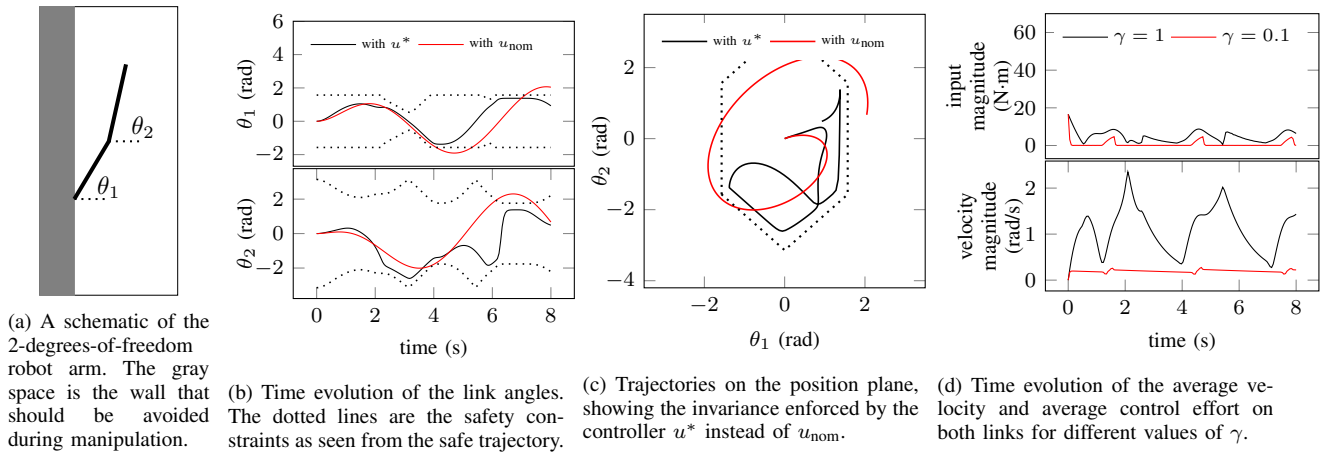 θ₂
θ₁
(a) A schematic of the
2-degrees-of-freedom
robot arm. The gray
space is the wall that
should be avoided
during manipulation.
with u* with u_nom
6
4
2
0
−2
θ₁ (rad)
2
0
−2
θ₂ (rad)
0 2 4 6 8
time (s)
(b) Time evolution of the link angles.
The dotted lines are the safety con-
straints as seen from the safe trajectory.
with u* with u_nom
2
0
−2
−4
θ₂ (rad)
−2 0 2
θ₁ (rad)
(c) Trajectories on the position plane,
showing the invariance enforced by the
controller u* instead of u_nom.
γ = 1 γ = 0.1
60
40
20
0
input
magnitude
(N·m)
2
1
0
velocity
magnitude
(rad/s)
0 2 4 6 8
time (s)
(d) Time evolution of the average ve-
locity and average control effort on
both links for different values of γ.